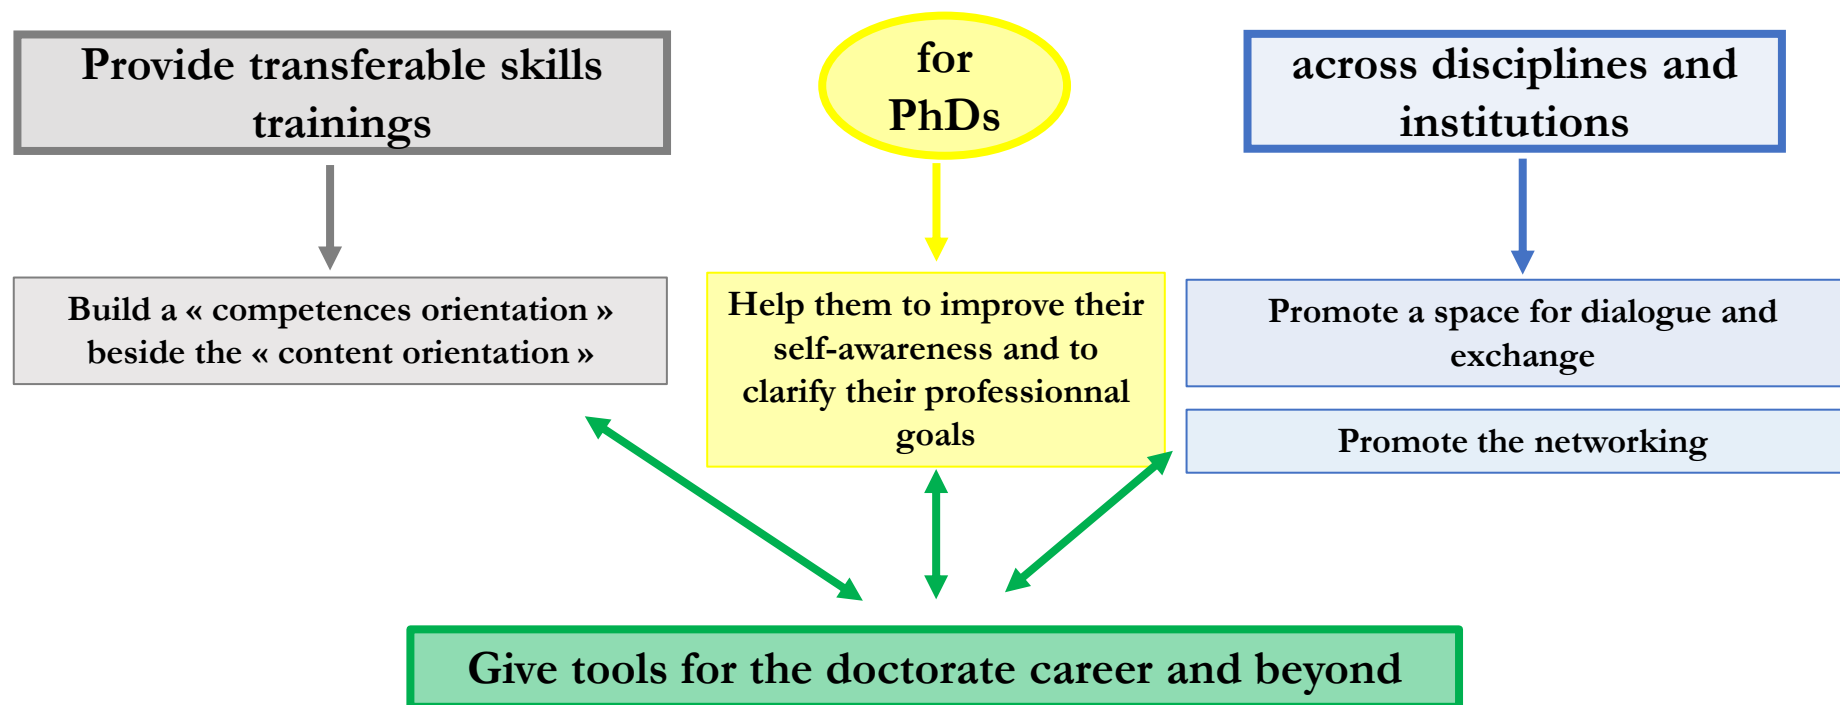 Provide transferable skills
trainings
for
PhDs
across disciplines and
institutions
Build a « competences orientation »
beside the « content orientation »
Help them to improve their
self-awareness and to
clarify their professionnal
goals
Promote a space for dialogue and
exchange
Promote the networking
Give tools for the doctorate career and beyond